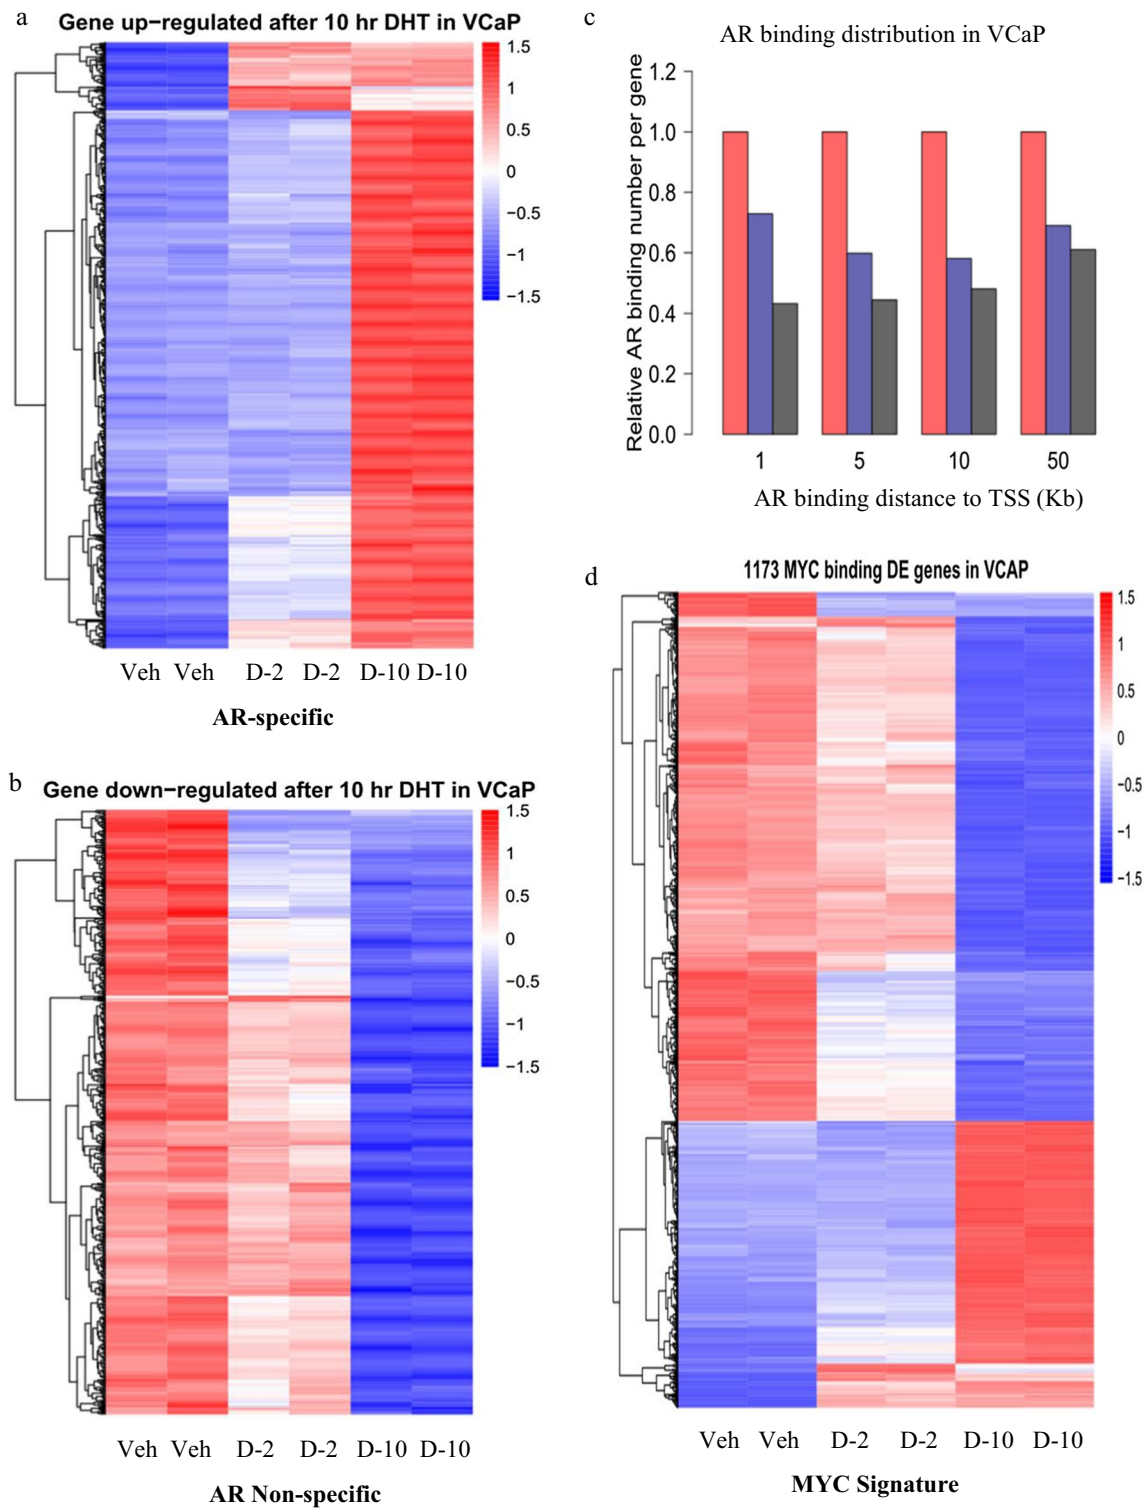 a
Gene up−regulated after 10 hr DHT in VCaP
1.5
1
0.5
0
−0.5
−1
−1.5
Veh Veh D-2 D-2 D-10 D-10
AR-specific
b
Gene down−regulated after 10 hr DHT in VCaP
1.5
1
0.5
0
−0.5
−1
−1.5
Veh Veh D-2 D-2 D-10 D-10
AR Non-specific
c
AR binding distribution in VCaP
Relative AR binding number per gene
1.2
1.0
0.8
0.6
0.4
0.2
0.0
1 5 10 50
AR binding distance to TSS (Kb)
d
1173 MYC binding DE genes in VCAP
1.5
1
0.5
0
−0.5
−1
−1.5
Veh Veh D-2 D-2 D-10 D-10
MYC Signature